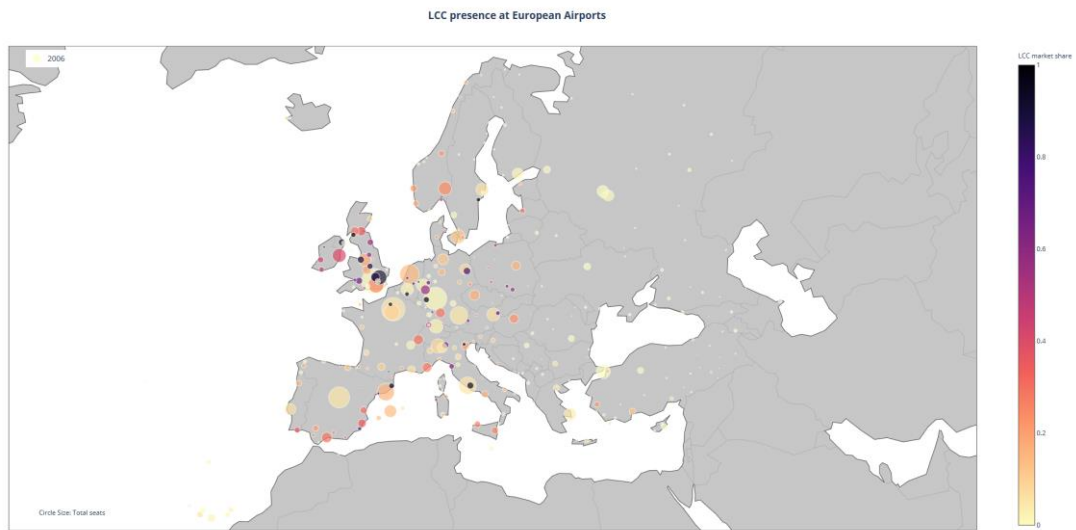 LCC presence at European Airports
2006
LCC market share
1
0.8
0.6
0.4
0.2
0
Circle Size: Total seats